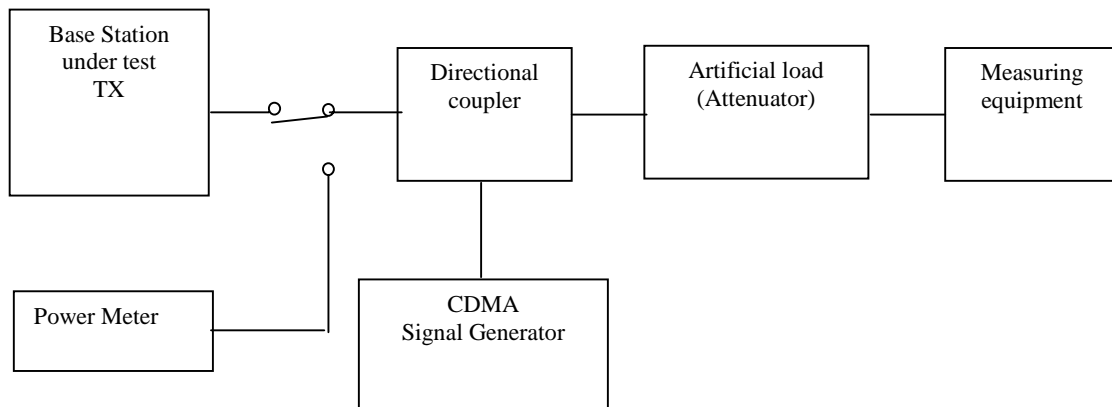 Base Station
under test
TX
Directional
coupler
Artificial load
(Attenuator)
Measuring
equipment
Power Meter
CDMA
Signal Generator